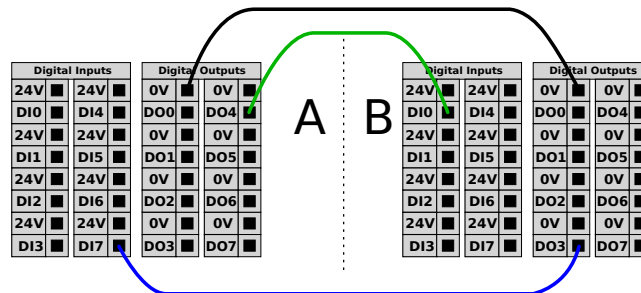 Digital Inputs Digital Outputs Digital Inputs Digital Outputs
24V 24V 0V 0V 24V 24V 0V 0V
DI0 DI4 DO0 DO4 A B DI0 DI4 DO0 DO4
24V 24V 0V 0V 24V 24V 0V 0V
DI1 DI5 DO1 DO5 DI1 DI5 DO1 DO5
24V 24V 0V 0V 24V 24V 0V 0V
DI2 DI6 DO2 DO6 DI2 DI6 DO2 DO6
24V 24V 0V 0V 24V 24V 0V 0V
DI3 DI7 DO3 DO7 DI3 DI7 DO3 DO7